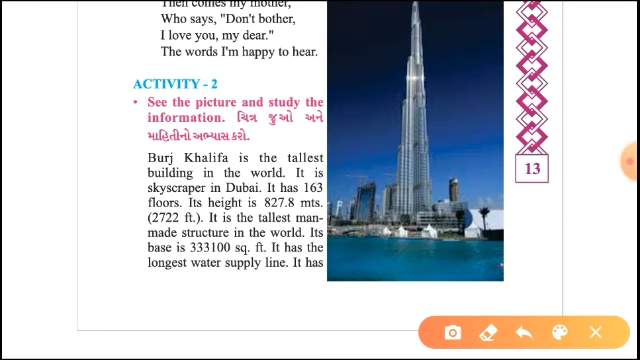 Then comes my mother,
Who says, "Don't bother,
I love you, my dear."
The words I'm happy to hear.
ACTIVITY - 2
• See the picture and study the
information. ચિત્ર જુઓ અને
માહિતીનો અભ્યાસ કરો.
Burj Khalifa is the tallest
building in the world. It is
skyscraper in Dubai. It has 163
floors. Its height is 827.8 mts.
(2722 ft.). It is the tallest man-
made structure in the world. Its
base is 333100 sq. ft. It has the
longest water supply line. It has
13